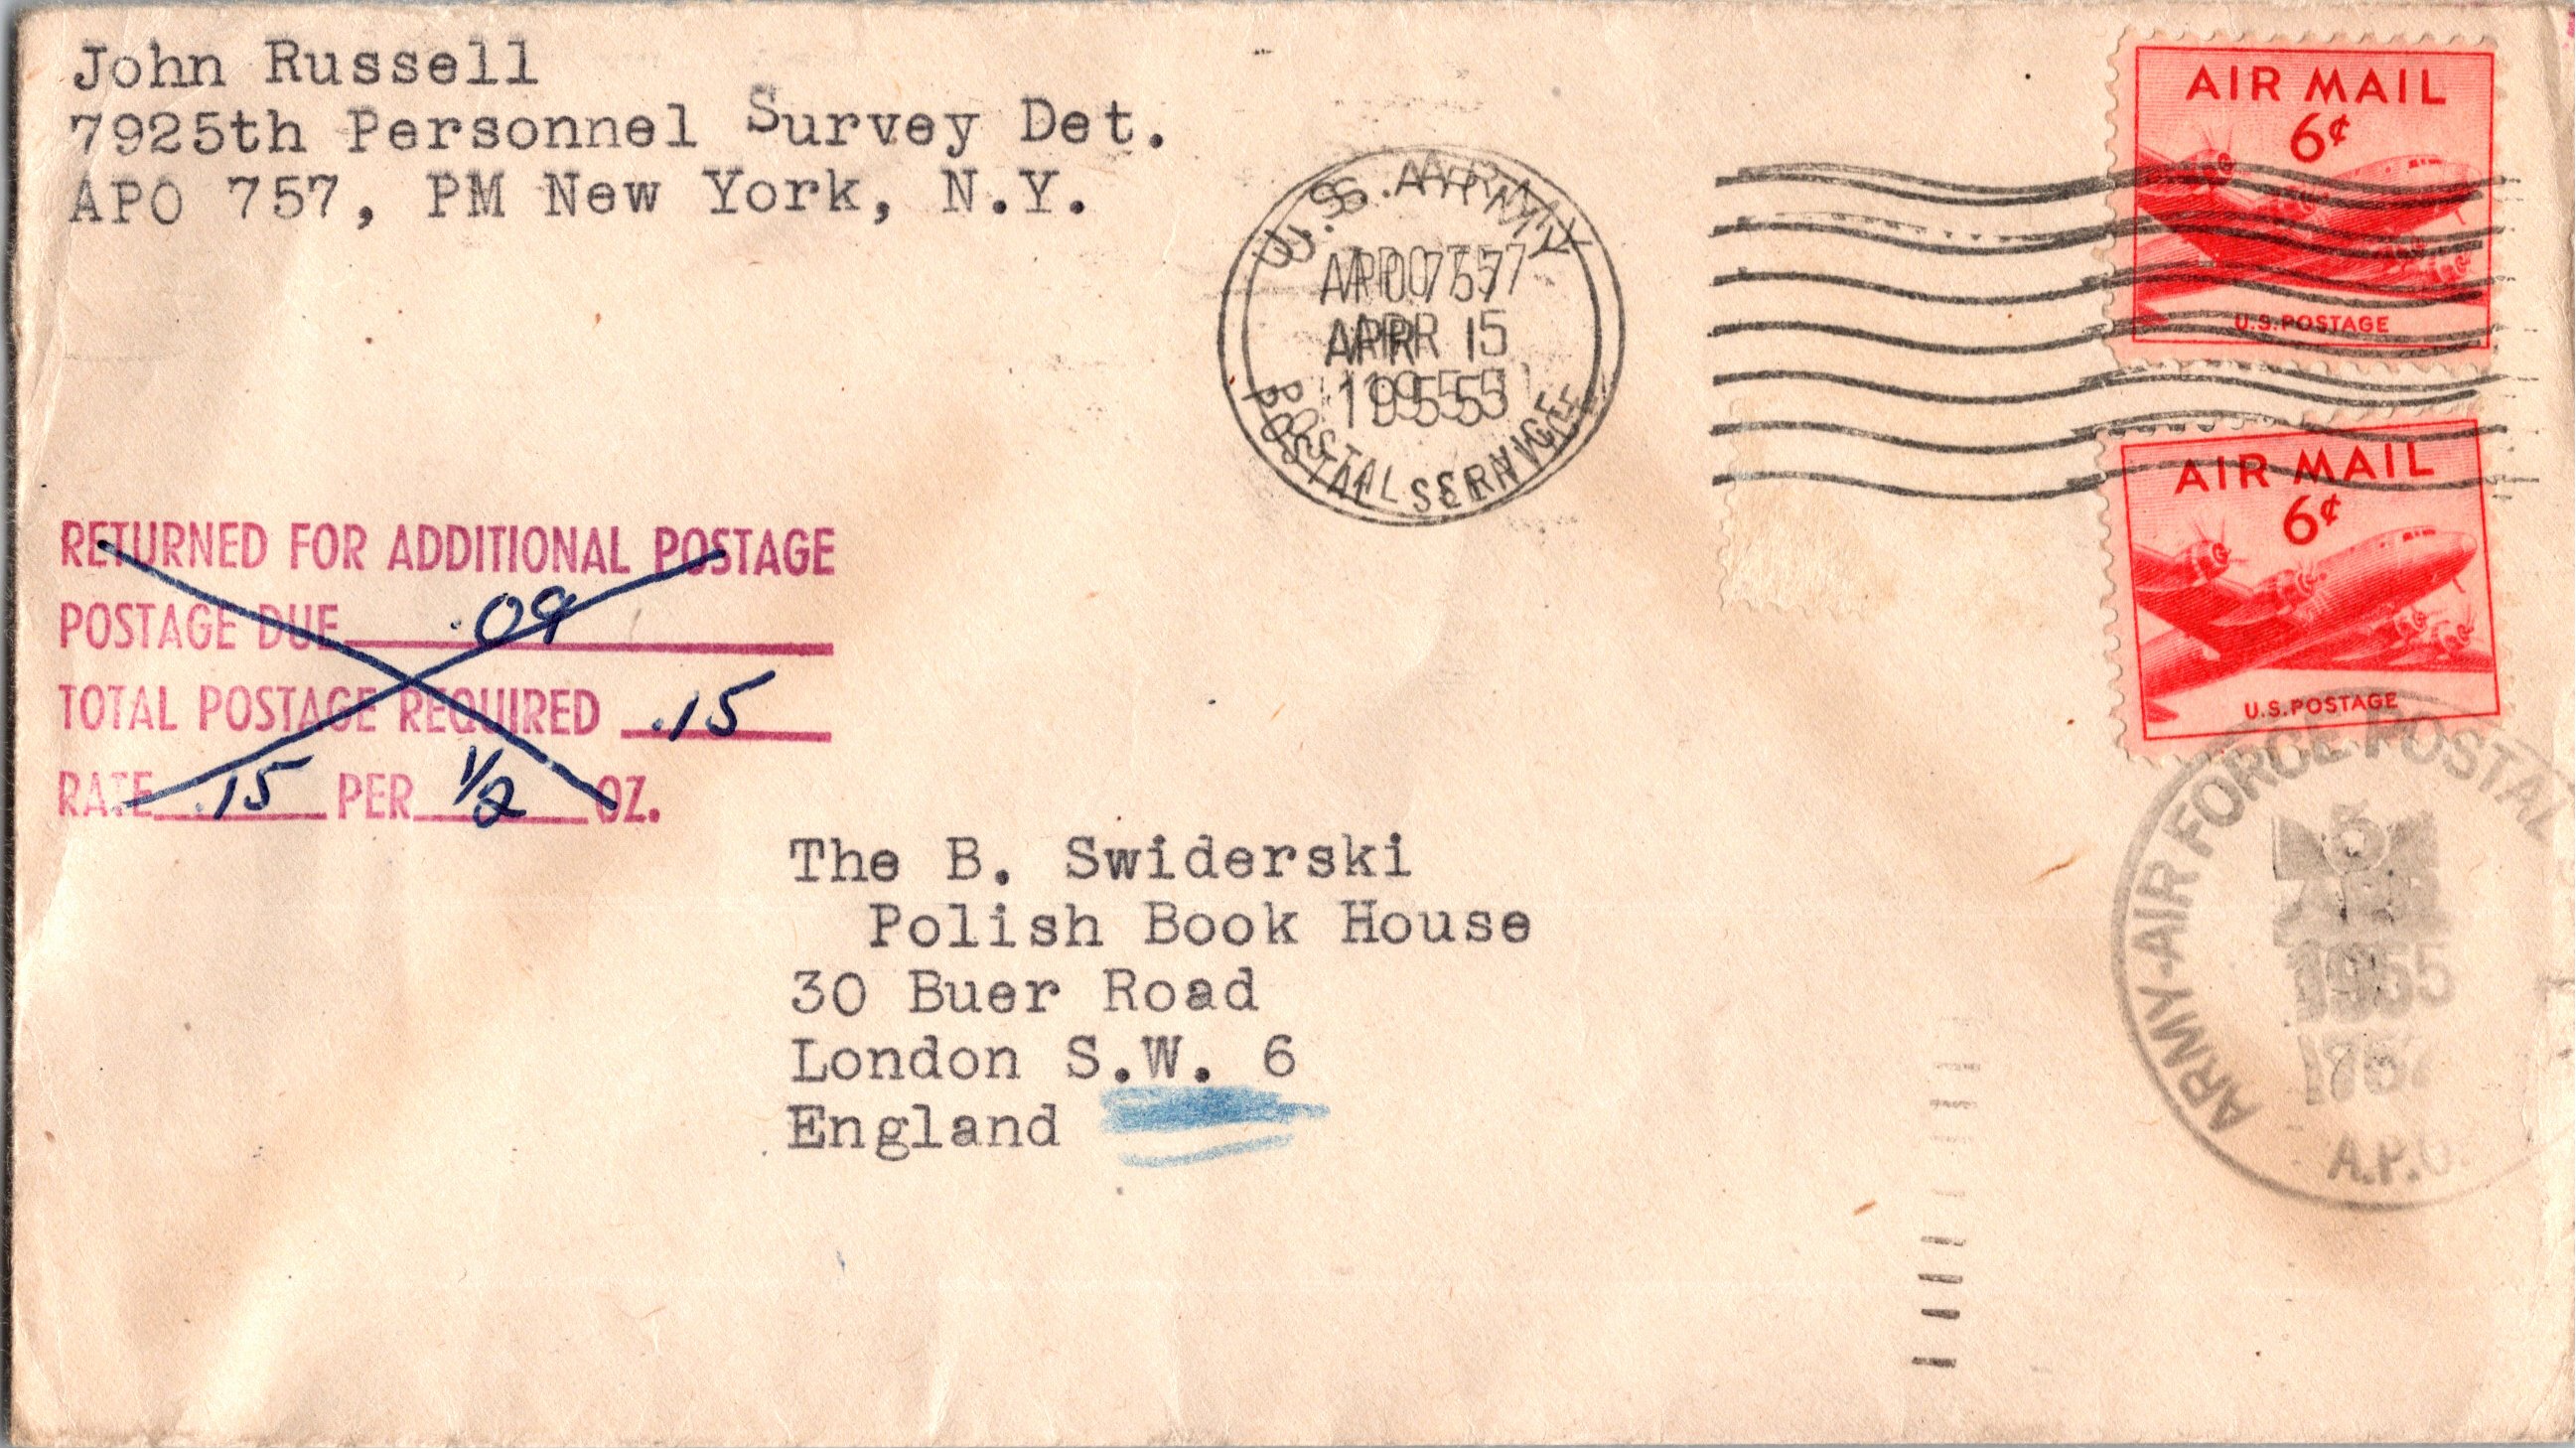 John Russell
7925th Personnel Survey Det.
APO 757, PM New York, N.Y.
U.S. ARMY
APO 757
APR 15
1955
POSTAL SERVICE
AIR MAIL
6¢
U.S. POSTAGE
AIR MAIL
6¢
U.S. POSTAGE
RETURNED FOR ADDITIONAL POSTAGE
POSTAGE DUE .09
TOTAL POSTAGE REQUIRED .15
RATE .15 PER 1/2 OZ.
The B. Swiderski
Polish Book House
30 Buer Road
London S.W. 6
England
ARMY-AIR FORCE POSTAL
1955
A.P.O.